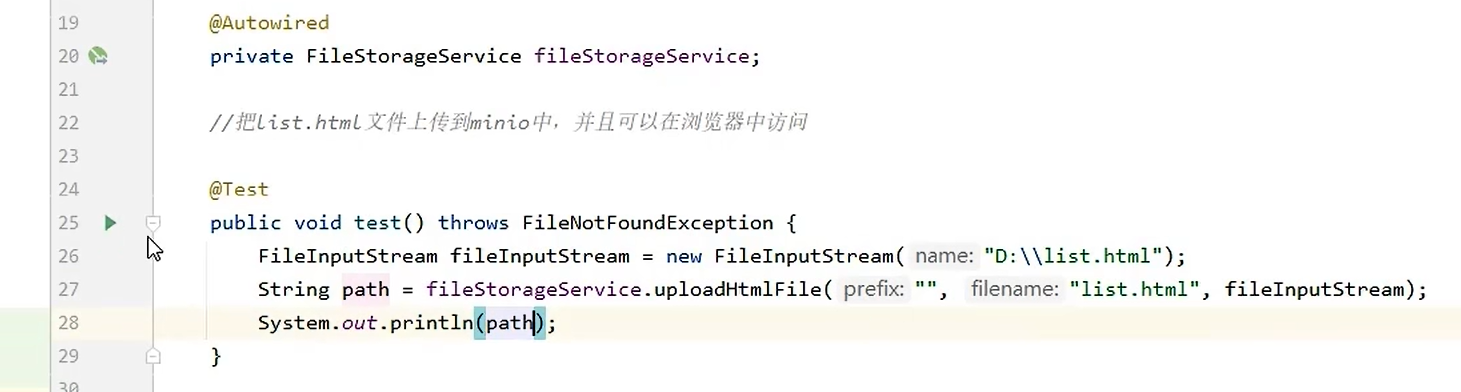 19 @Autowired
20 private FileStorageService fileStorageService;
21
22 //把list.html文件上传到minio中，并且可以在浏览器中访问
23
24 @Test
25 public void test() throws FileNotFoundException {
26 FileInputStream fileInputStream = new FileInputStream( name: "D:\\list.html");
27 String path = fileStorageService.uploadHtmlFile( prefix: "", filename: "list.html", fileInputStream);
28 System.out.println(path);
29 }
30